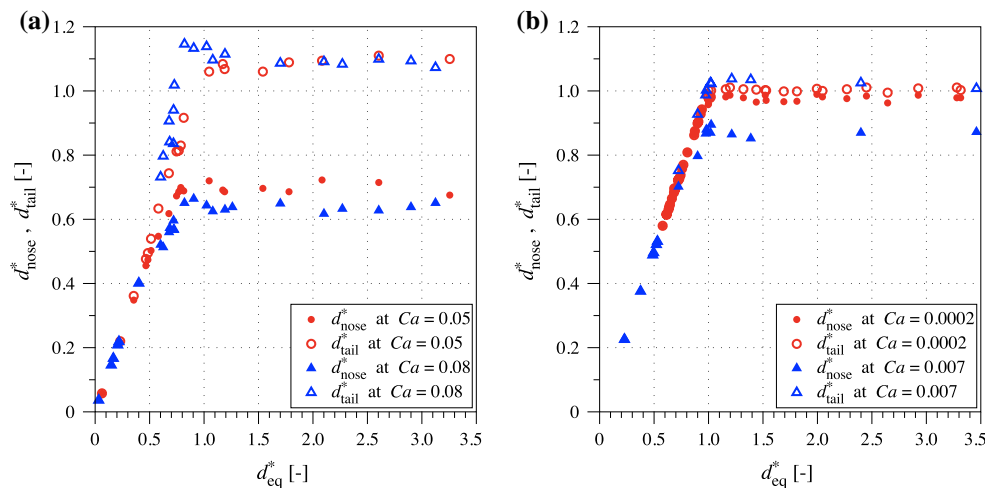 (a)
1.2
1.0
0.8
0.6
0.4
0.2
0
0 0.5 1.0 1.5 2.0 2.5 3.0 3.5
d*nose , d*tail [-]
d*eq [-]
d*nose at Ca = 0.05
d*tail at Ca = 0.05
d*nose at Ca = 0.08
d*tail at Ca = 0.08
(b)
1.2
1.0
0.8
0.6
0.4
0.2
0
0 0.5 1.0 1.5 2.0 2.5 3.0 3.5
d*nose , d*tail [-]
d*eq [-]
d*nose at Ca = 0.0002
d*tail at Ca = 0.0002
d*nose at Ca = 0.007
d*tail at Ca = 0.007